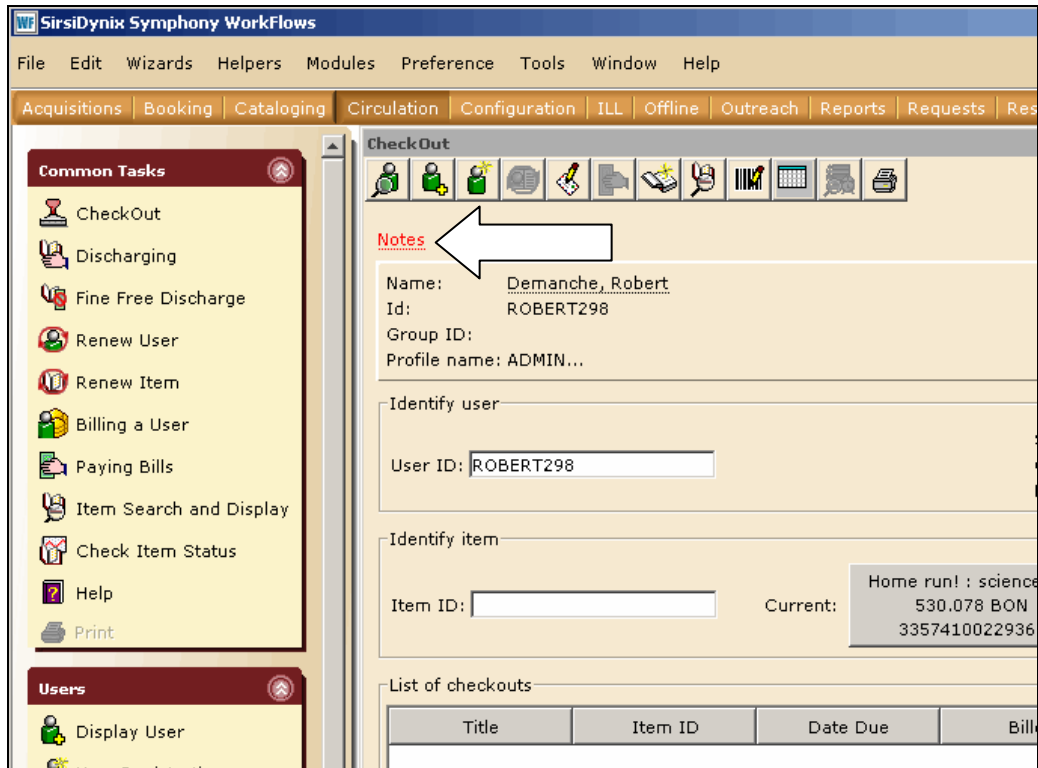 WF SirsiDynix Symphony WorkFlows
File Edit Wizards Helpers Modules Preference Tools Window Help
Acquisitions Booking Cataloging Circulation Configuration ILL Offline Outreach Reports Requests Res
Common Tasks
CheckOut
Discharging
Fine Free Discharge
Renew User
Renew Item
Billing a User
Paying Bills
Item Search and Display
Check Item Status
Help
Print
Users
Display User
CheckOut
Notes
Name: Demanche, Robert
Id: ROBERT298
Group ID:
Profile name: ADMIN...
Identify user
User ID: ROBERT298
Identify item
Item ID:
Current:
Home run! : science
530.078 BON
3357410022936
List of checkouts
Title Item ID Date Due Bille